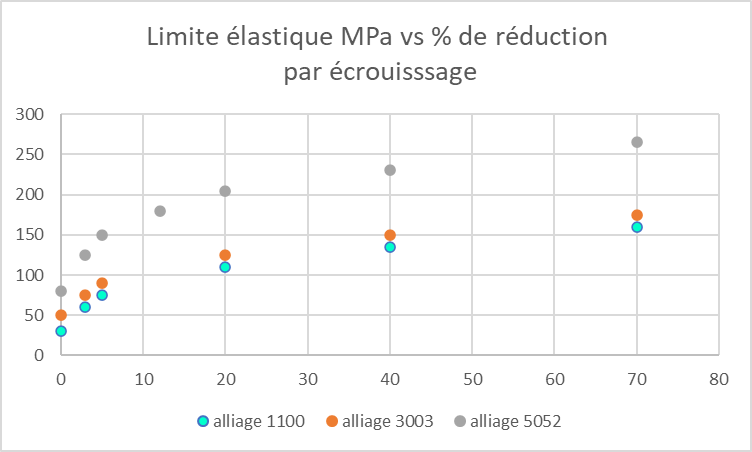 Limite élastique MPa vs % de réduction
par écrouisssage
300
250
200
150
100
50
0
0 10 20 30 40 50 60 70 80
alliage 1100 alliage 3003 alliage 5052